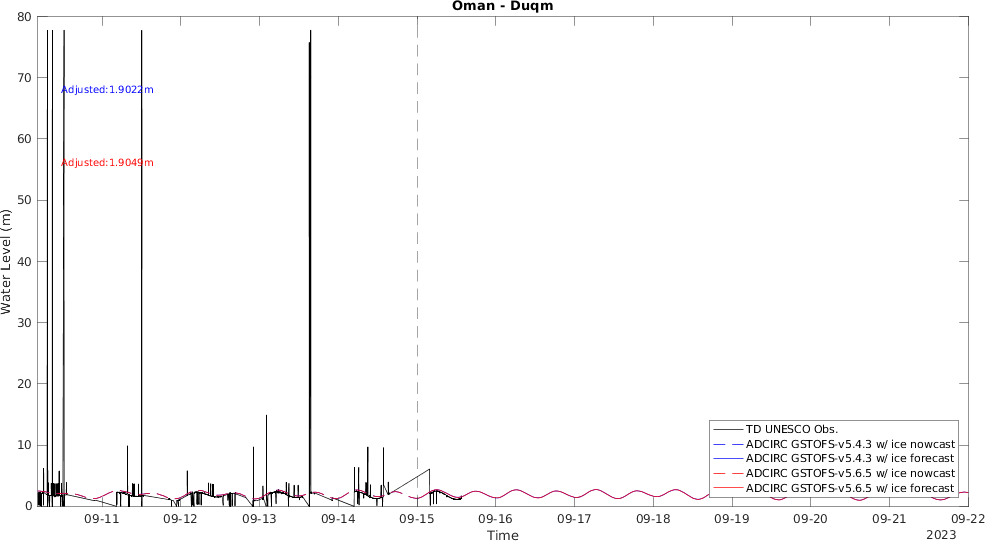 Oman - Duqm
80
70
60
50
40
30
20
10
0
Water Level (m)
Adjusted:1.9022m
Adjusted:1.9049m
TD UNESCO Obs.
ADCIRC GSTOFS-v5.4.3 w/ ice nowcast
ADCIRC GSTOFS-v5.4.3 w/ ice forecast
ADCIRC GSTOFS-v5.6.5 w/ ice nowcast
ADCIRC GSTOFS-v5.6.5 w/ ice forecast
09-11 09-12 09-13 09-14 09-15 09-16 09-17 09-18 09-19 09-20 09-21 09-22
Time
2023